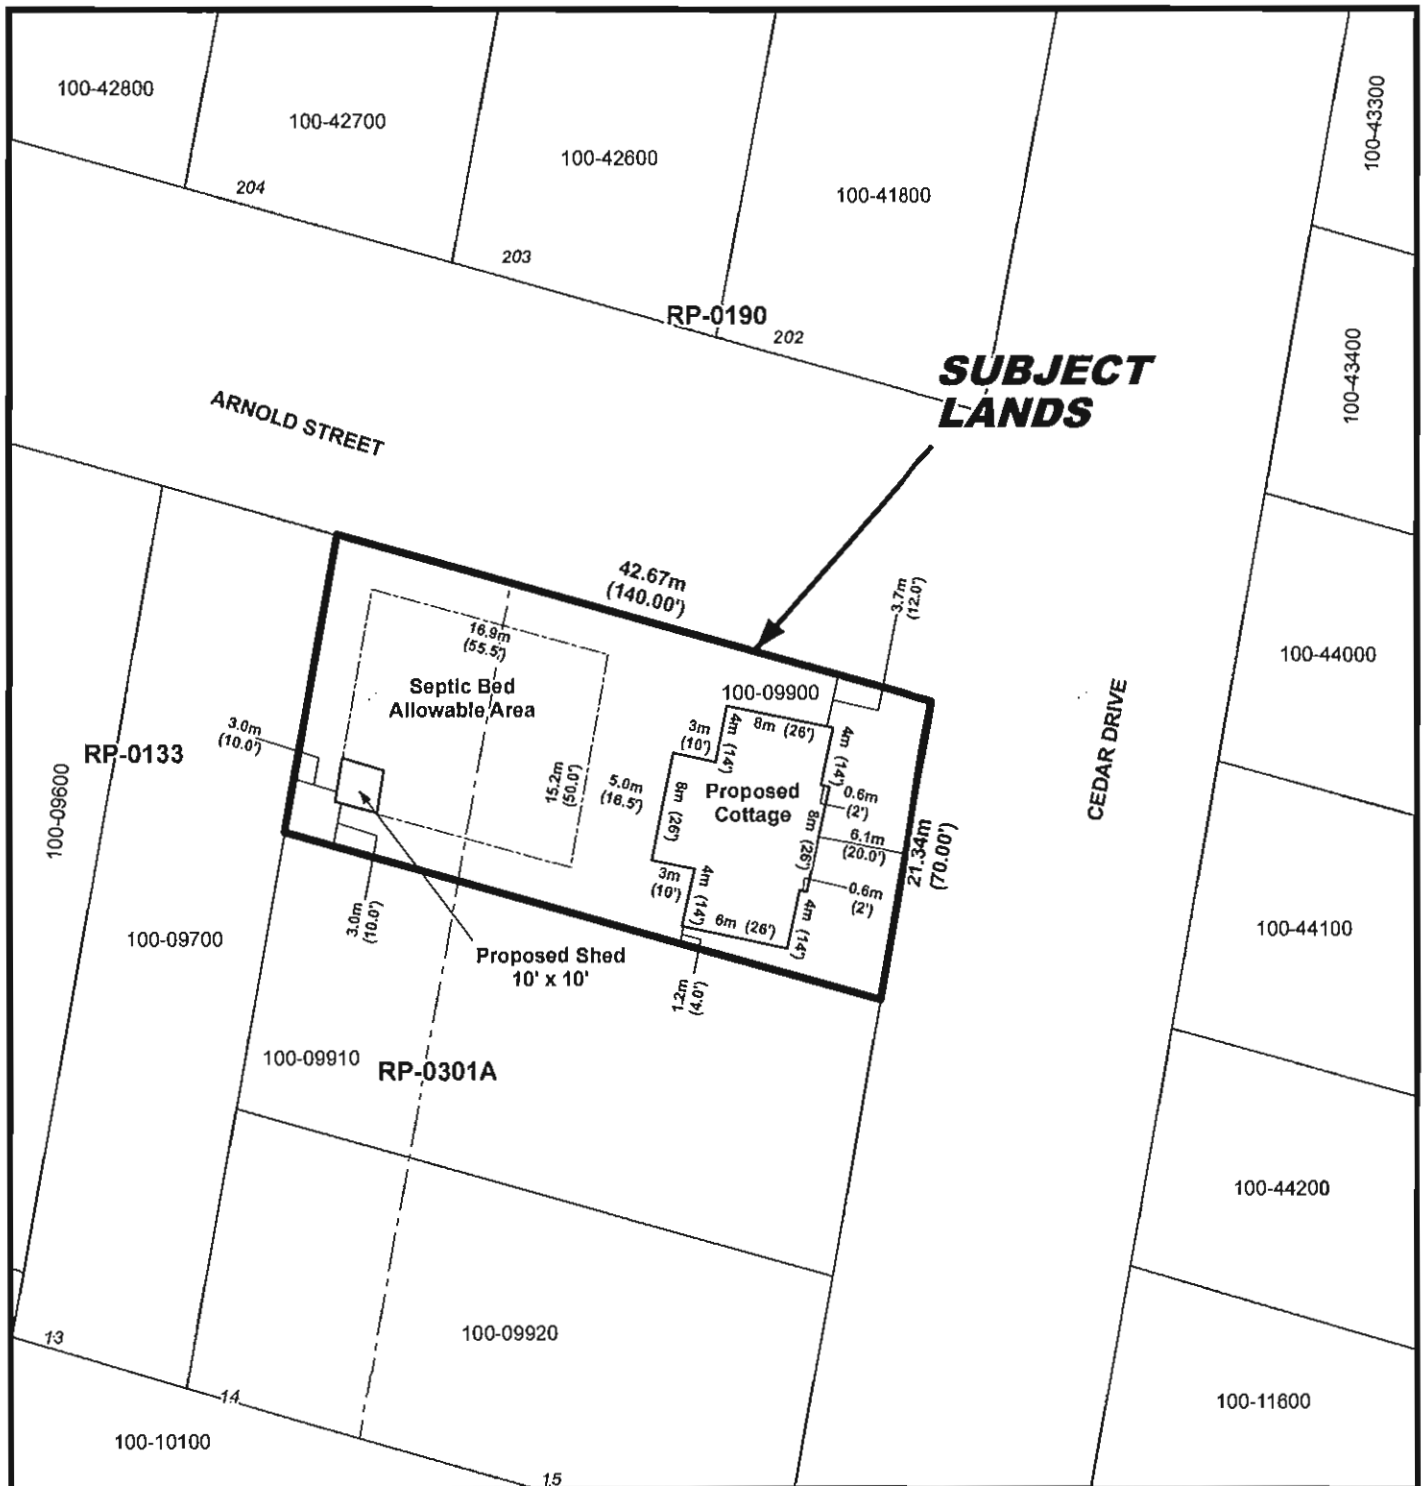 100-42800
100-42700
100-42600
100-41800
100-43300
204
203
RP-0190
202
100-43400
SUBJECT
LANDS
ARNOLD STREET
42.67m
(140.00')
3.7m
(12.0')
16.9m
(55.5')
100-44000
Septic Bed
Allowable Area
100-09900
8m (26')
4m (14')
3m
(10')
4m (14')
3.0m
(10.0')
RP-0133
100-09600
15.2m
(50.0')
5.0m
(16.5')
8m (26')
Proposed
Cottage
0.6m
(2')
8m (26')
6.1m
(20.0')
21.34m
(70.00')
CEDAR DRIVE
3m
(10')
4m (14')
0.6m
(2')
4m (14')
6m (26')
3.0m
(10.0')
100-09700
Proposed Shed
10' x 10'
1.2m
(4.0')
100-44100
100-09910
RP-0301A
100-44200
100-09920
13
14
100-11600
100-10100
15